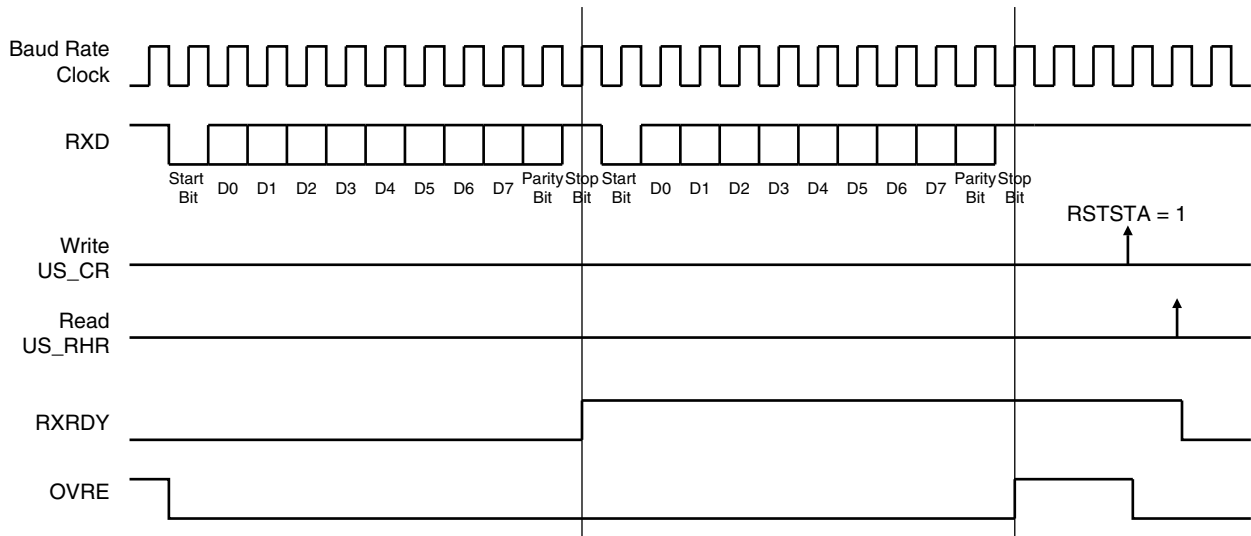 Baud Rate
Clock
RXD
Start
Bit
D0
D1
D2
D3
D4
D5
D6
D7
Parity
Bit
Stop
Bit
Start
Bit
D0
D1
D2
D3
D4
D5
D6
D7
Parity
Bit
Stop
Bit
RSTSTA = 1
Write
US_CR
Read
US_RHR
RXRDY
OVRE